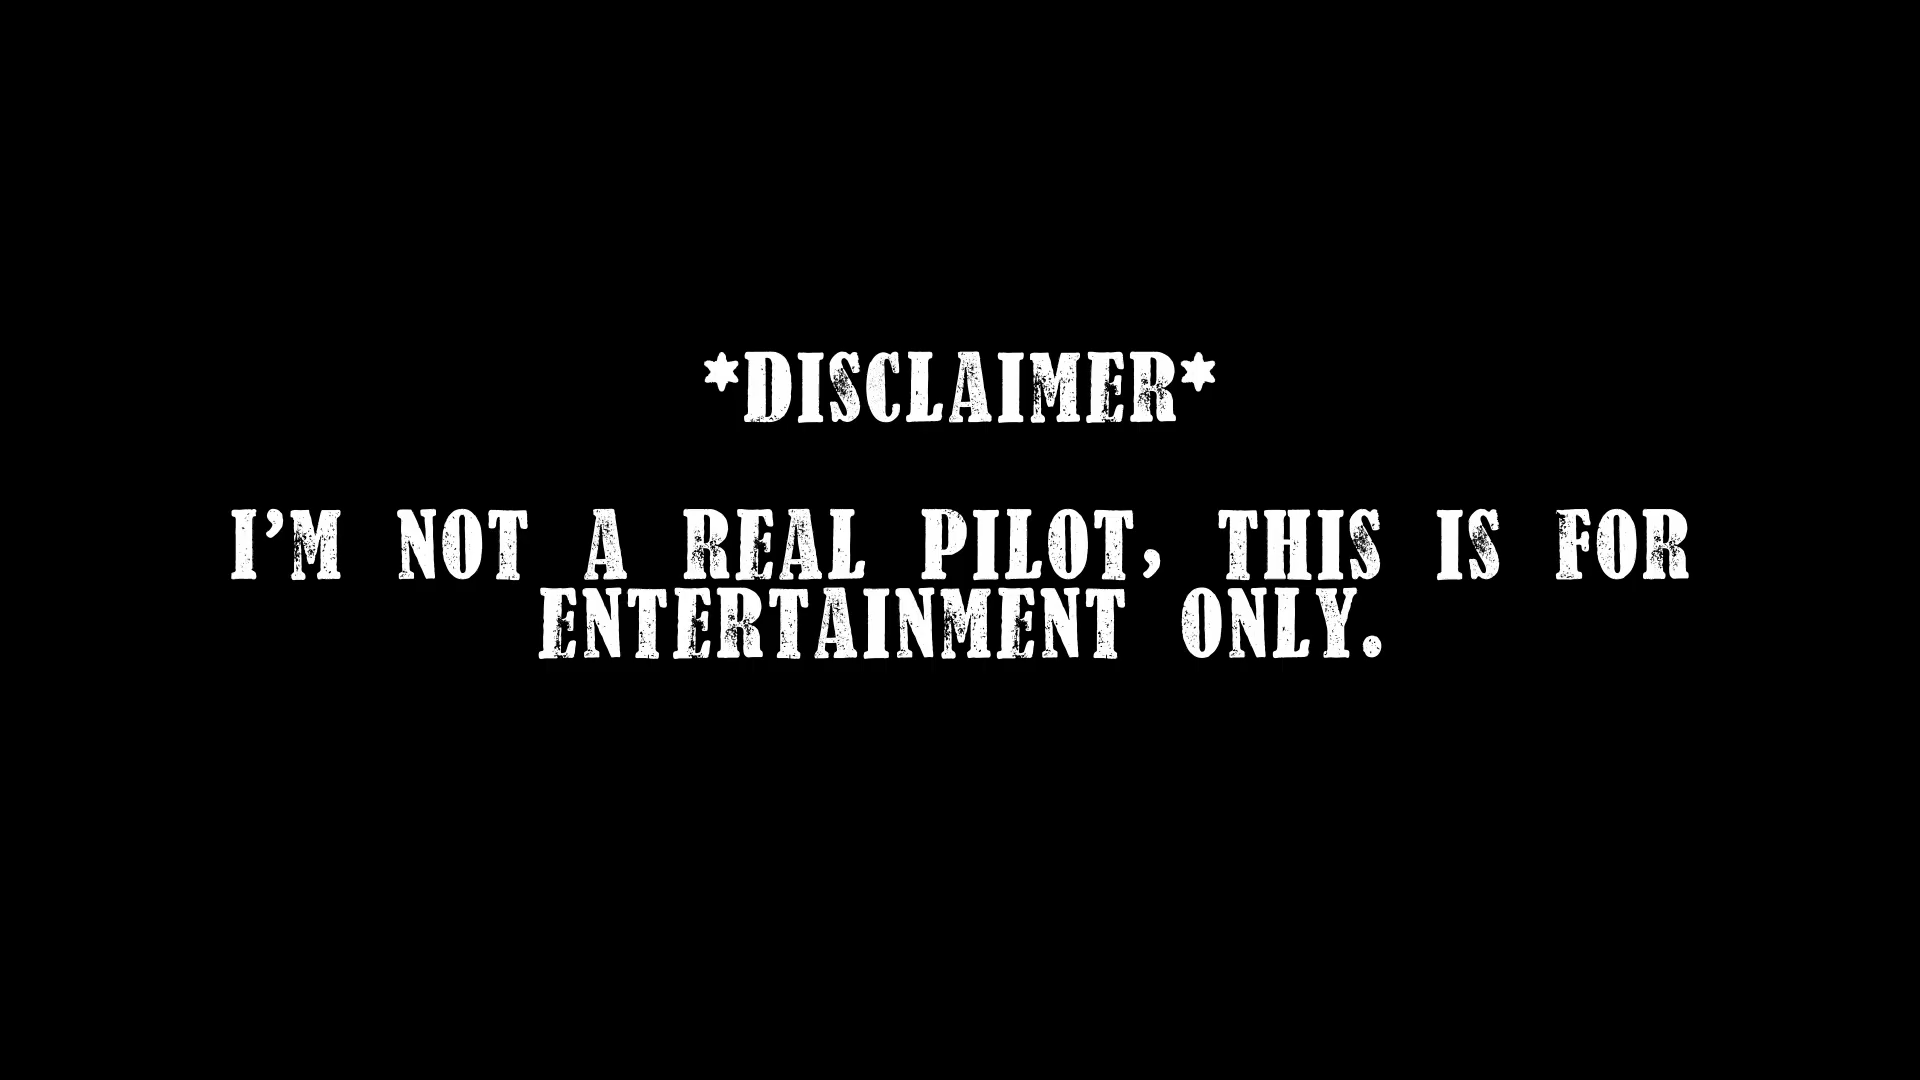 *DISCLAIMER*
I'M NOT A REAL PILOT, THIS IS FOR
ENTERTAINMENT ONLY.